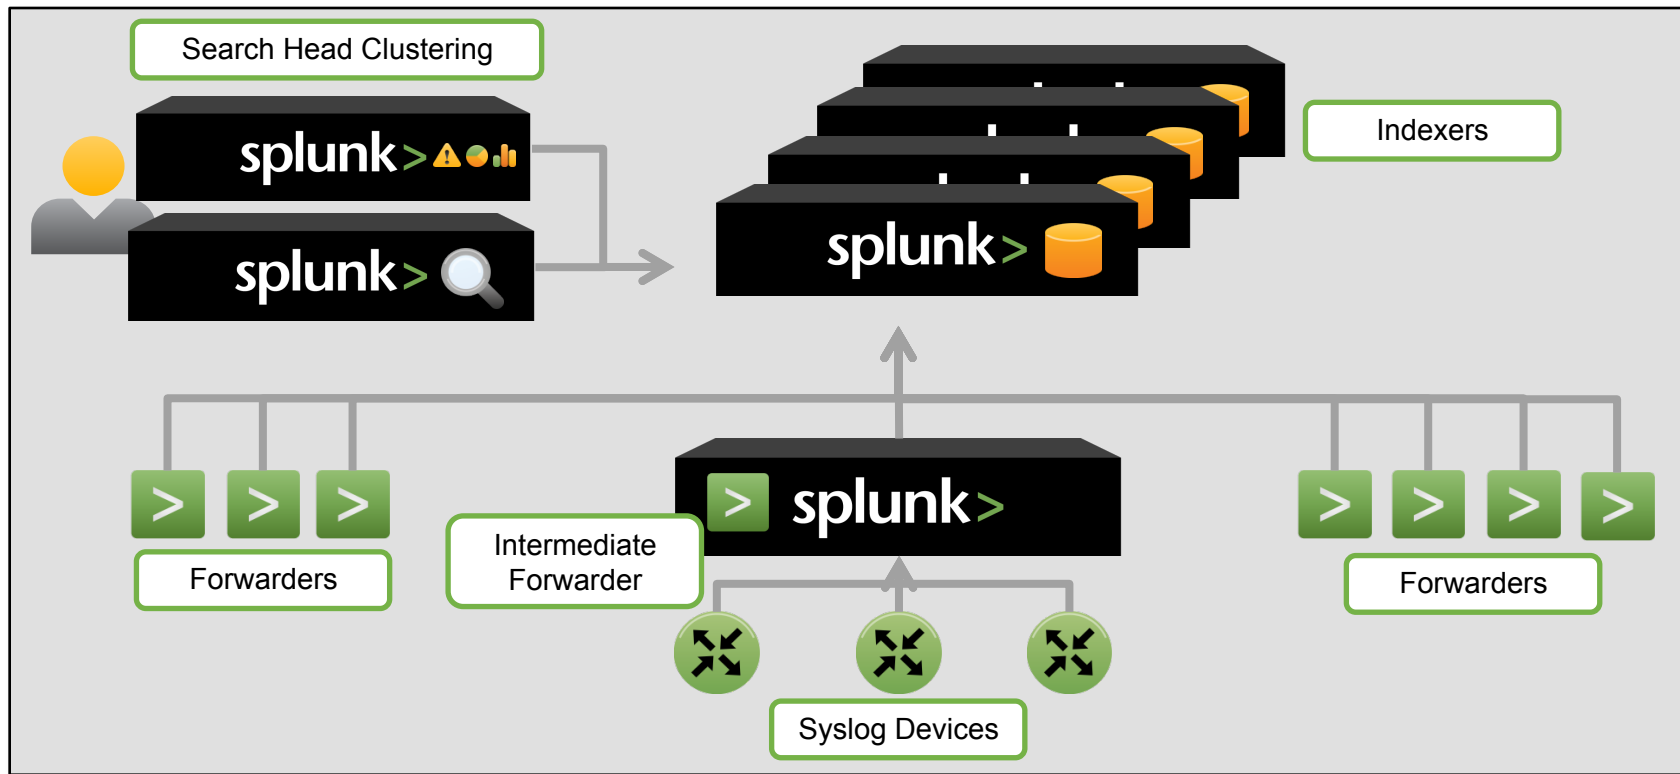 Search Head Clustering
splunk>
splunk>
Indexers
splunk>
splunk>
Intermediate
Forwarder
Forwarders
Forwarders
Syslog Devices